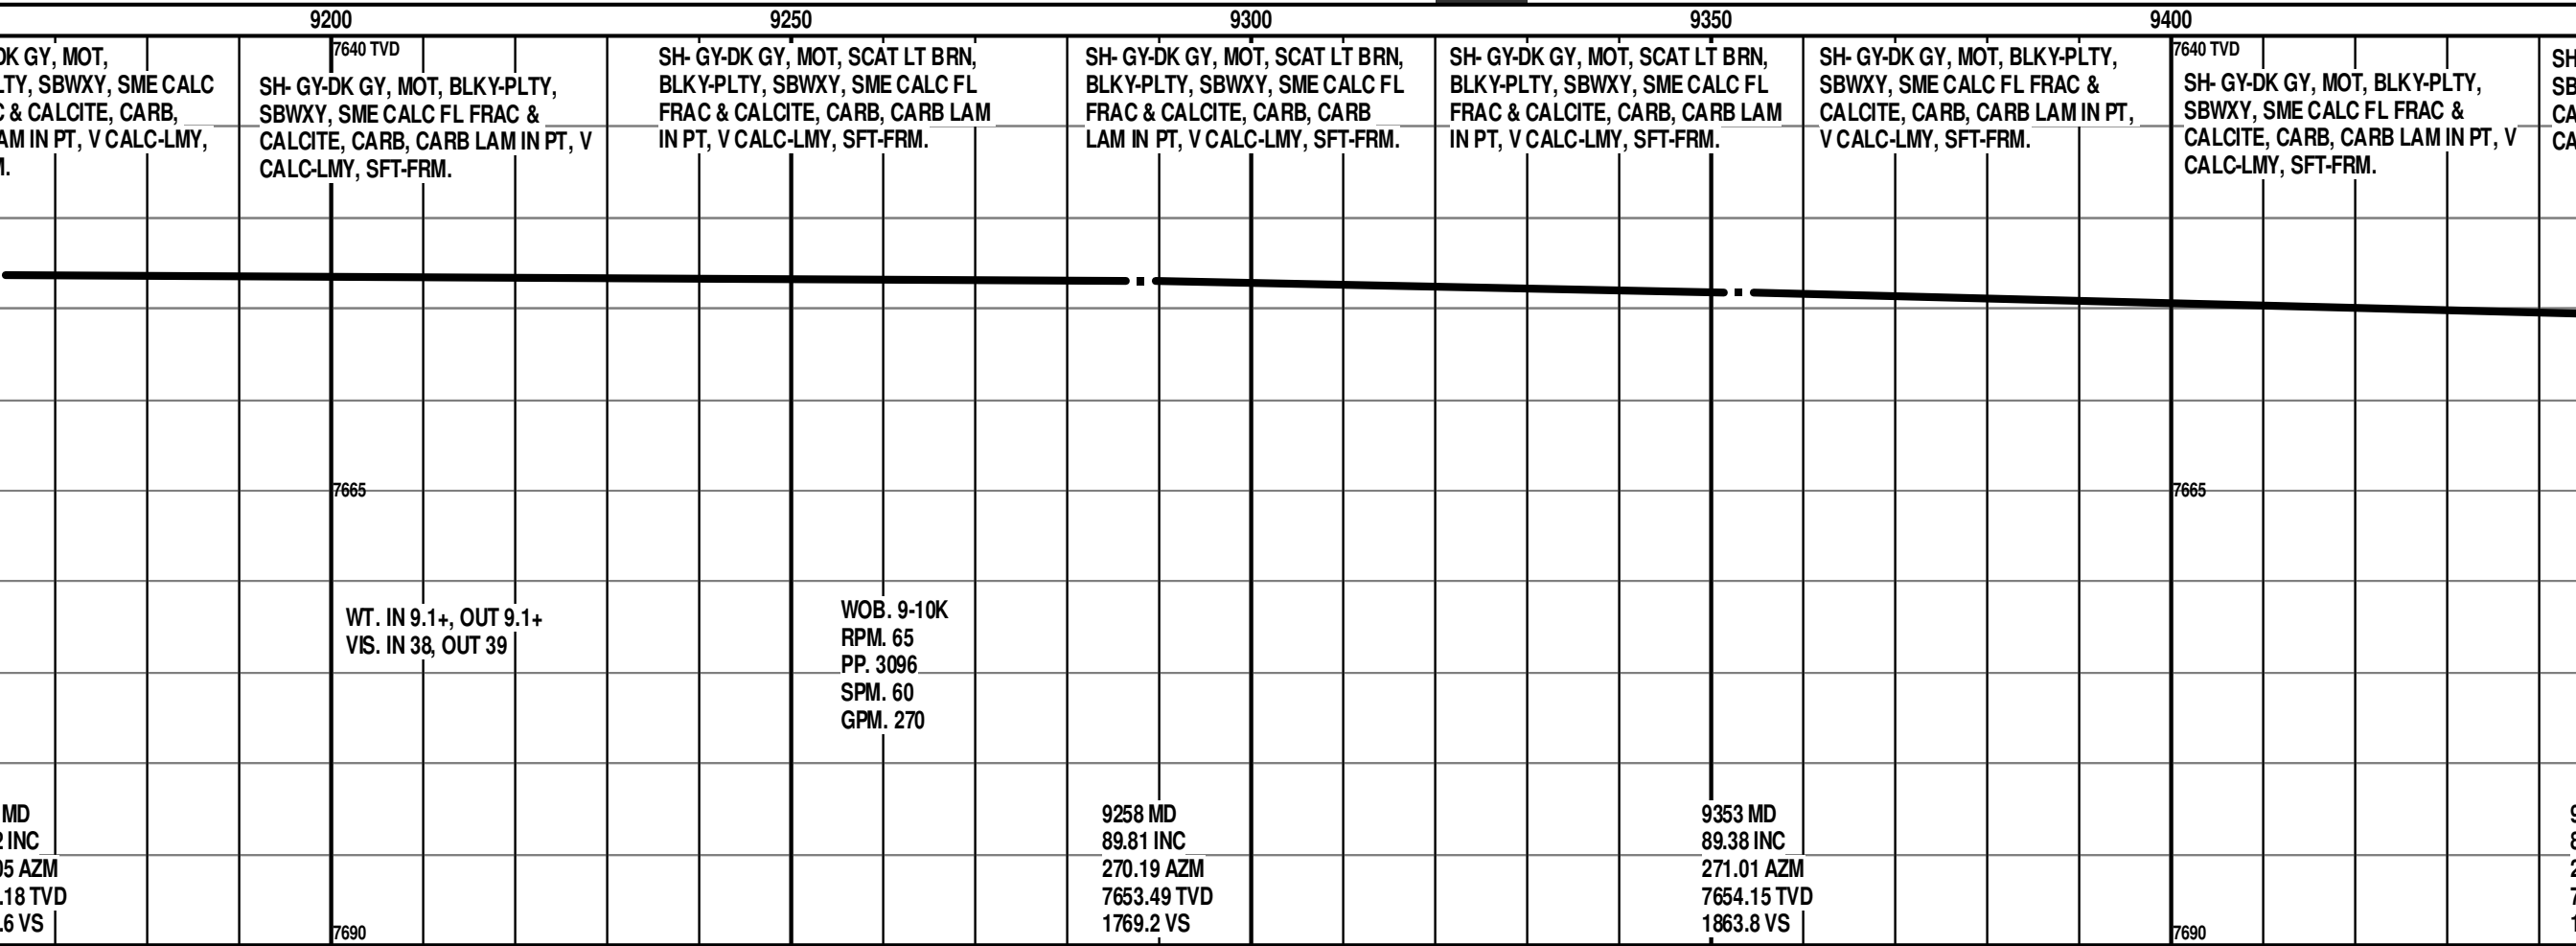 9200 9250 9300 9350 9400
7640 TVD
7640 TVD
DK GY, MOT,
LTY, SBWXY, SME CALC
& CALCITE, CARB,
AM IN PT, V CALC-LMY,
SH- GY-DK GY, MOT, BLKY-PLTY,
SBWXY, SME CALC FL FRAC &
CALCITE, CARB, CARB LAM IN PT, V
CALC-LMY, SFT-FRM.
SH- GY-DK GY, MOT, SCAT LT BRN,
BLKY-PLTY, SBWXY, SME CALC FL
FRAC & CALCITE, CARB, CARB LAM
IN PT, V CALC-LMY, SFT-FRM.
SH- GY-DK GY, MOT, SCAT LT BRN,
BLKY-PLTY, SBWXY, SME CALC FL
FRAC & CALCITE, CARB, CARB
LAM IN PT, V CALC-LMY, SFT-FRM.
SH- GY-DK GY, MOT, SCAT LT BRN,
BLKY-PLTY, SBWXY, SME CALC FL
FRAC & CALCITE, CARB, CARB LAM
IN PT, V CALC-LMY, SFT-FRM.
SH- GY-DK GY, MOT, BLKY-PLTY,
SBWXY, SME CALC FL FRAC &
CALCITE, CARB, CARB LAM IN PT,
V CALC-LMY, SFT-FRM.
SH- GY-DK GY, MOT, BLKY-PLTY,
SBWXY, SME CALC FL FRAC &
CALCITE, CARB, CARB LAM IN PT, V
CALC-LMY, SFT-FRM.
SH
SB
CA
CA
7665
7665
WT. IN 9.1+, OUT 9.1+
VIS. IN 38, OUT 39
WOB. 9-10K
RPM. 65
PP. 3096
SPM. 60
GPM. 270
MD
INC
05 AZM
.18 TVD
.6 VS
9258 MD
89.81 INC
270.19 AZM
7653.49 TVD
1769.2 VS
9353 MD
89.38 INC
271.01 AZM
7654.15 TVD
1863.8 VS
7690
7690